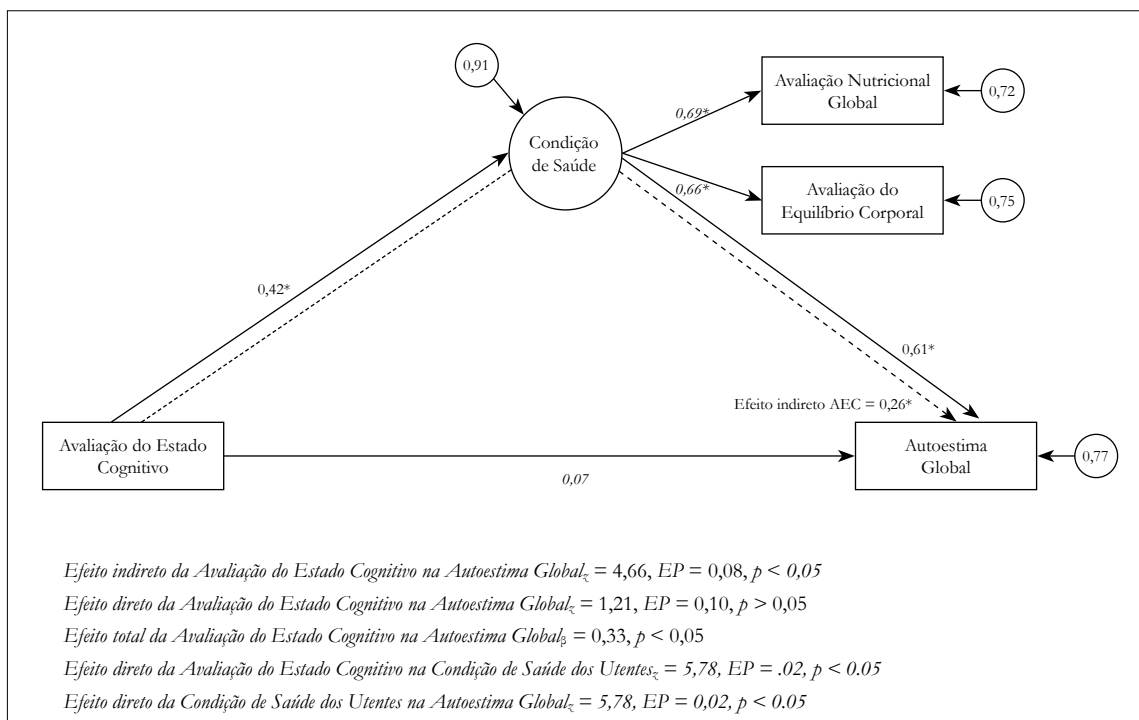 0,91
Avaliação Nutricional
Global
0,72
0,69*
Condição
de Saúde
0,66*
Avaliação do
Equilíbrio Corporal
0,75
0,42*
0,61*
Efeito indireto AEC = 0,26*
Avaliação do Estado
Cognitivo
0,07
Autoestima
Global
0,77
Efeito indireto da Avaliação do Estado Cognitivo na Autoestima Global_z = 4,66, EP = 0,08, p < 0,05
Efeito direto da Avaliação do Estado Cognitivo na Autoestima Global_z = 1,21, EP = 0,10, p > 0,05
Efeito total da Avaliação do Estado Cognitivo na Autoestima Global_β = 0,33, p < 0,05
Efeito direto da Avaliação do Estado Cognitivo na Condição de Saúde dos Utentes_z = 5,78, EP = .02, p < 0.05
Efeito direto da Condição de Saúde dos Utentes na Autoestima Global_z = 5,78, EP = 0,02, p < 0.05